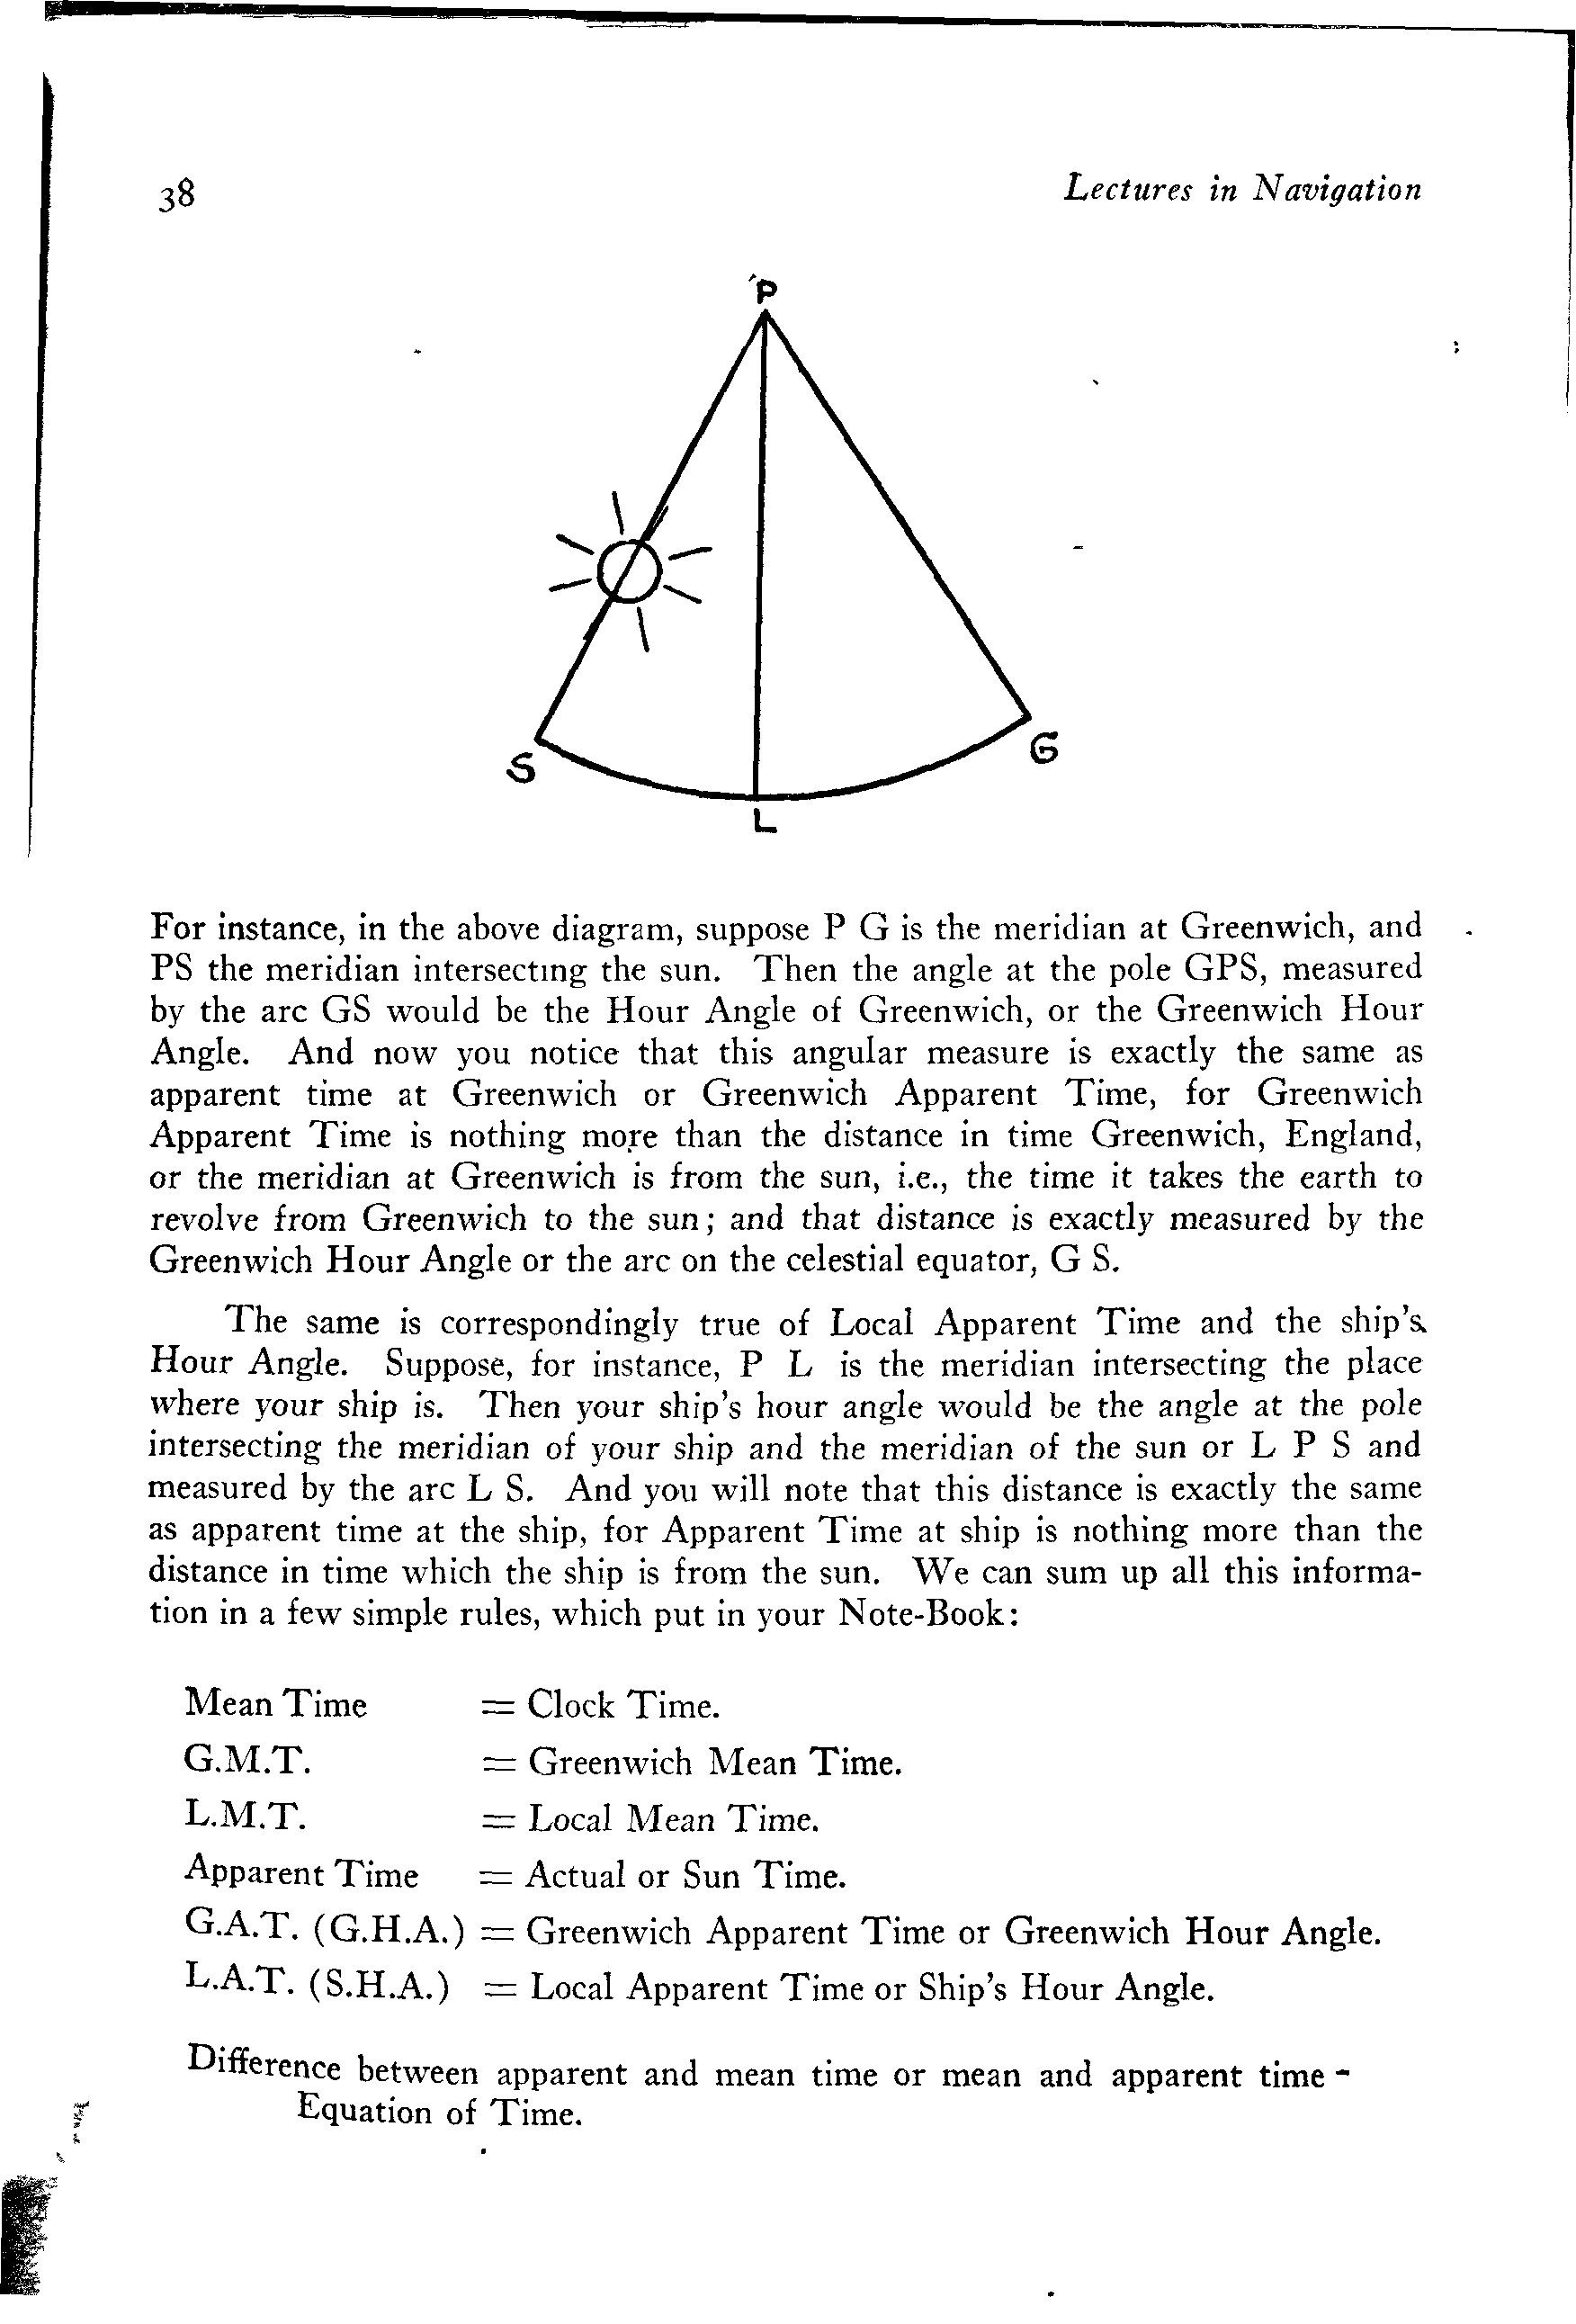 38
Lectures in Navigation
P
S
G
L
For instance, in the above diagram, suppose P G is the meridian at Greenwich, and
PS the meridian intersecting the sun. Then the angle at the pole GPS, measured
by the arc GS would be the Hour Angle of Greenwich, or the Greenwich Hour
Angle. And now you notice that this angular measure is exactly the same as
apparent time at Greenwich or Greenwich Apparent Time, for Greenwich
Apparent Time is nothing more than the distance in time Greenwich, England,
or the meridian at Greenwich is from the sun, i.e., the time it takes the earth to
revolve from Greenwich to the sun; and that distance is exactly measured by the
Greenwich Hour Angle or the arc on the celestial equator, G S.
The same is correspondingly true of Local Apparent Time and the ship's
Hour Angle. Suppose, for instance, P L is the meridian intersecting the place
where your ship is. Then your ship's hour angle would be the angle at the pole
intersecting the meridian of your ship and the meridian of the sun or L P S and
measured by the arc L S. And you will note that this distance is exactly the same
as apparent time at the ship, for Apparent Time at ship is nothing more than the
distance in time which the ship is from the sun. We can sum up all this informa-
tion in a few simple rules, which put in your Note-Book:
Mean Time = Clock Time.
G.M.T. = Greenwich Mean Time.
L.M.T. = Local Mean Time.
Apparent Time = Actual or Sun Time.
G.A.T. (G.H.A.) = Greenwich Apparent Time or Greenwich Hour Angle.
L.A.T. (S.H.A.) = Local Apparent Time or Ship's Hour Angle.
Difference between apparent and mean time or mean and apparent time -
Equation of Time.